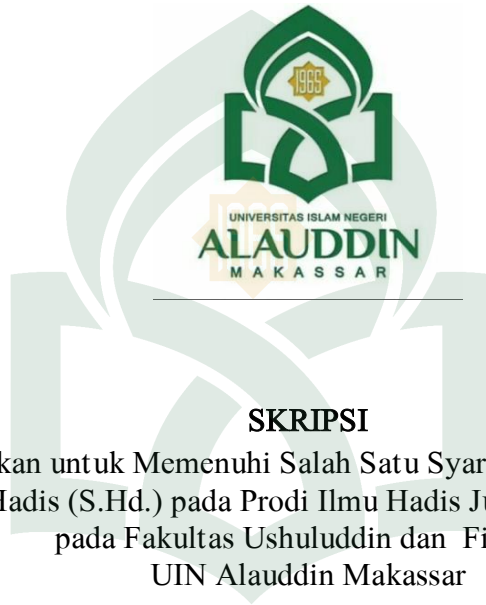 1965
UNIVERSITAS ISLAM NEGERI
ALAUDDIN
MAKASSAR
SKRIPSI
kan untuk Memenuhi Salah Satu Syar
Hadis (S.Hd.) pada Prodi Ilmu Hadis Ju
pada Fakultas Ushuluddin dan Fi
UIN Alauddin Makassar